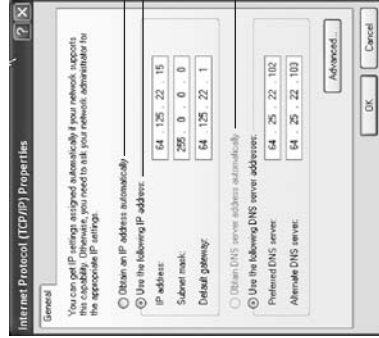 Internet Protocol (TCP/IP) Properties
General
You can get IP settings assigned automatically if your network supports
this capability. Otherwise, you need to ask your network administrator for
the appropriate IP settings.
Obtain an IP address automatically
Use the following IP address:
IP address: 64 . 125 . 22 . 15
Subnet mask: 255 . 0 . 0 . 0
Default gateway: 64 . 125 . 22 . 1
Obtain DNS server address automatically
Use the following DNS server addresses:
Preferred DNS server: 64 . 25 . 22 . 102
Alternate DNS server: 64 . 25 . 22 . 103
Advanced...
OK Cancel